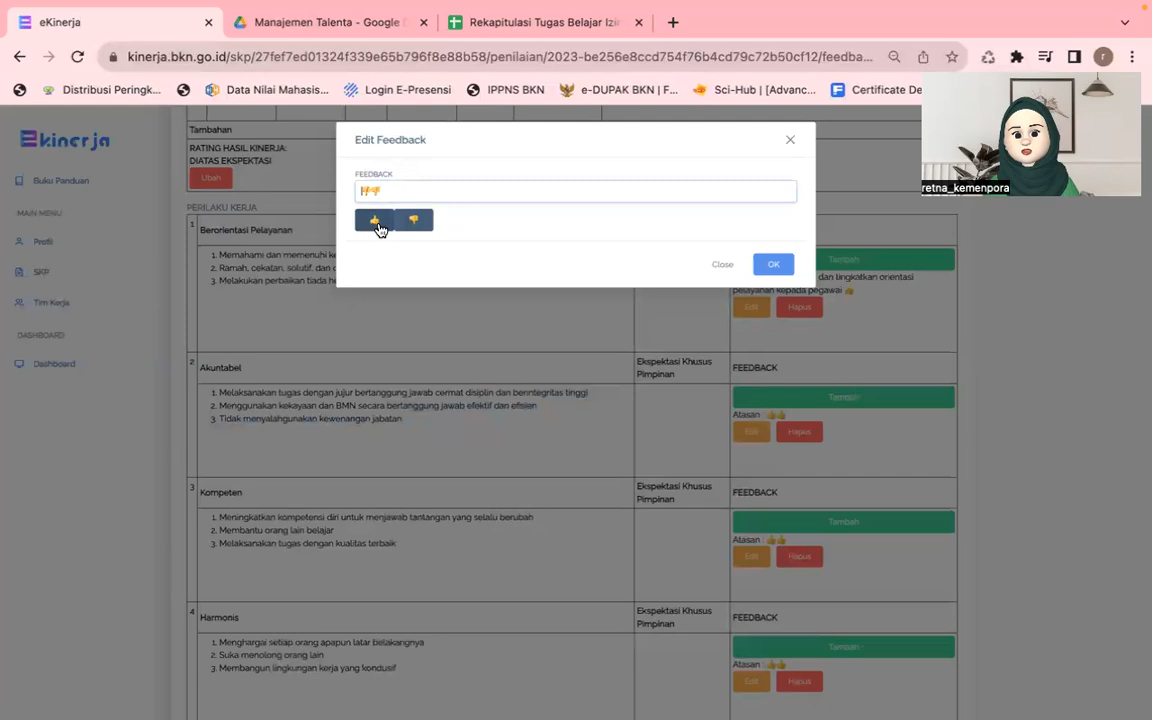 eKinerja
Manajemen Talenta - Google
Rekapitulasi Tugas Belajar Izi
kinerja.bkn.go.id/skp/27fef7ed01324f339e65b796f8e88b58/penilaian/2023-be256e8ccd754f76b4cd79c72b50cf12/feedba...
Distribusi Peringk...
Data Nilai Mahasis...
Login E-Presensi
IPPNS BKN
e-DUPAK BKN | F...
Sci-Hub | [Advanc...
Certificate De
r
retna_kemenpora
Ekinerja
Buku Panduan
MAIN MENU
Profil
SKP
Tim Kerja
DASHBOARD
Dashboard
Tambahan
RATING HASIL KINERJA:
DIATAS EKSPEKTASI
Ubah
PERILAKU KERJA
Edit Feedback
FEEDBACK
👎👎
👍 👎
Close
OK
1
Berorientasi Pelayanan
1. Memahami dan memenuhi ke
2. Ramah, cekatan, solutif, dan
3. Melakukan perbaikan tiada he
Tambah
dan tingkatkan orientasi
pelayanan kepada pegawai 👍
Edit
Hapus
2
Akuntabel
Ekspektasi Khusus
Pimpinan
FEEDBACK
1. Melaksanakan tugas dengan jujur bertanggung jawab cermat disiplin dan berintegritas tinggi
2. Menggunakan kekayaan dan BMN secara bertanggung jawab efektif dan efisien
3. Tidak menyalahgunakan kewenangan jabatan
Tambah
Atasan : 👍👍
Edit
Hapus
3
Kompeten
Ekspektasi Khusus
Pimpinan
FEEDBACK
1. Meningkatkan kompetensi diri untuk menjawab tantangan yang selalu berubah
2. Membantu orang lain belajar
3. Melaksanakan tugas dengan kualitas terbaik
Tambah
Atasan : 👍👍
Edit
Hapus
4
Harmonis
Ekspektasi Khusus
Pimpinan
FEEDBACK
1. Menghargai setiap orang apapun latar belakangnya
2. Suka menolong orang lain
3. Membangun lingkungan kerja yang kondusif
Tambah
Atasan : 👍👍
Edit
Hapus